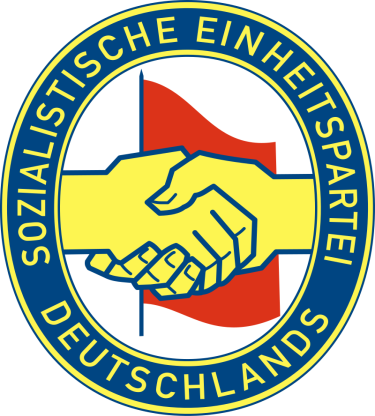 SOZIALISTISCHE EINHEITSPARTEI
DEUTSCHLANDS